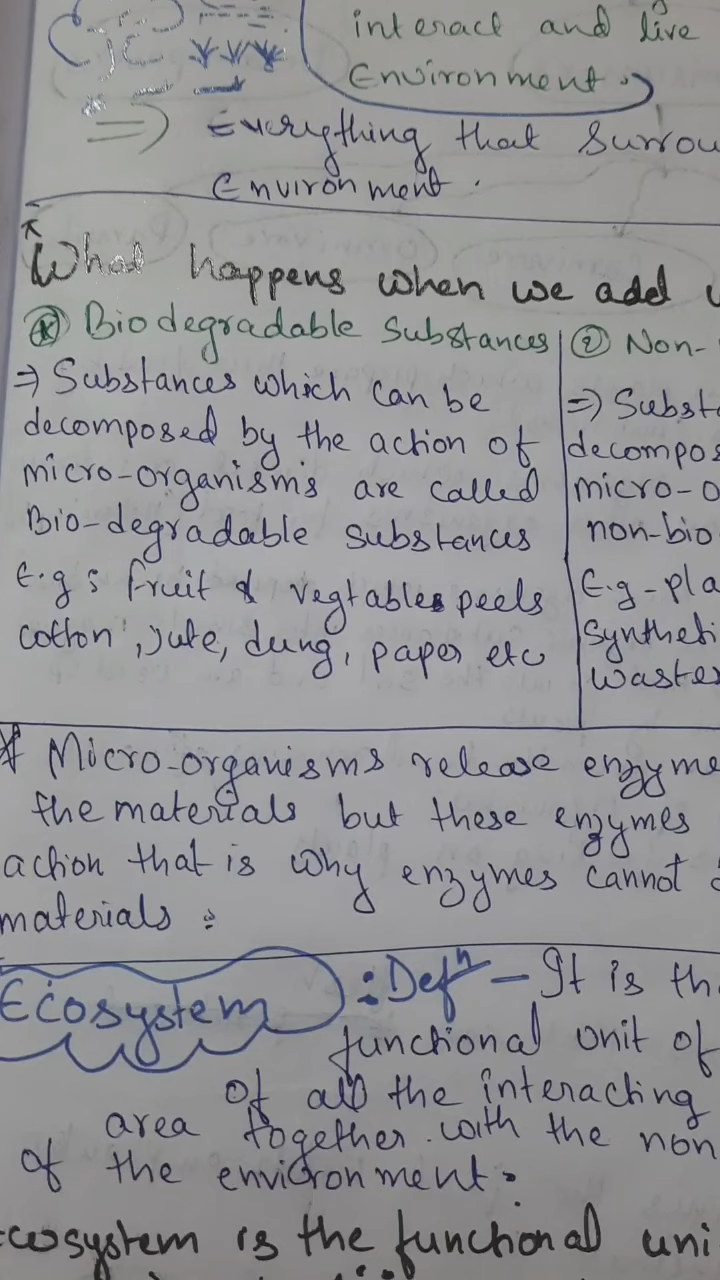 interact and live
Environment.
⇒ Everything that surrou
Environment.
What happens when we add
Biodegradable Substances
⇒ Substances which can be
decomposed by the action of
micro-organisms are called
Bio-degradable substances
E.g : fruit & vegtables peels
cotton, jute, dung, paper etc
② Non-
⇒ Subst
decompos
micro-o
non-bio
E.g - pla
Syntheti
waste
* Micro-organisms release enzyme
the materials but these enzymes
action that is why enzymes cannot
materials :
Ecosystem : Defⁿ - It is th
functional unit of
of all the interacting
area together with the non
of the environment.
Ecosystem is the functional uni